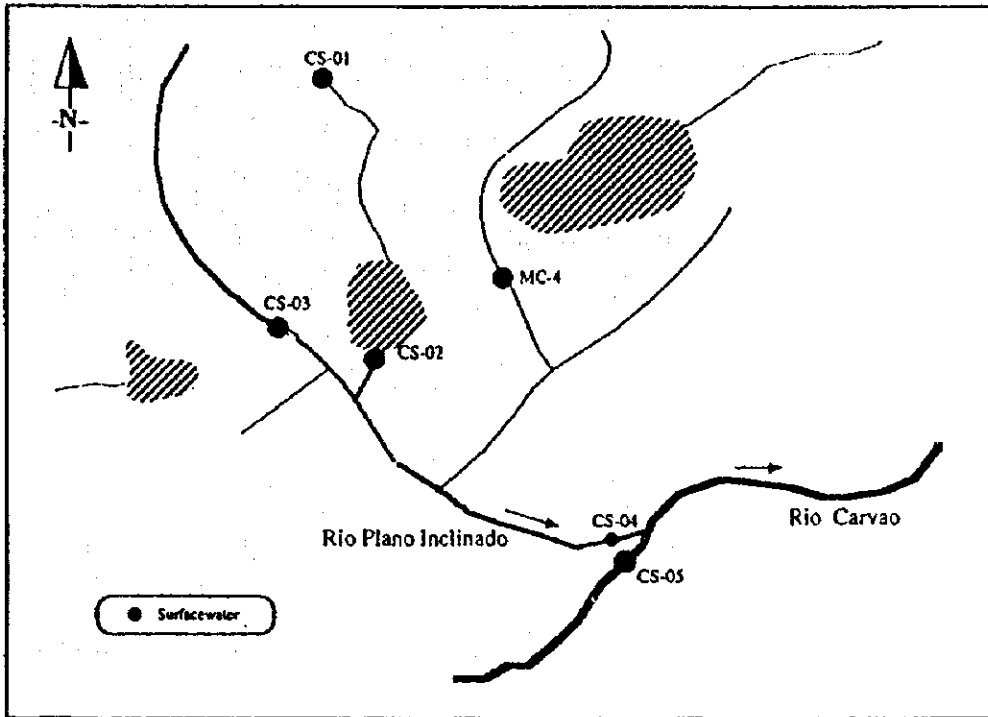 CS-01
-N-
MC-4
CS-03
CS-02
CS-04
Rio Plano Inclinado
Rio Carvao
CS-05
Surfacewater